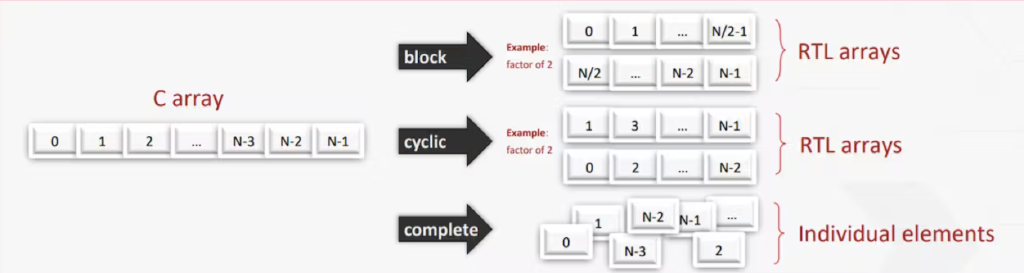 C array
0 1 2 ... N-3 N-2 N-1
block
Example:
factor of 2
0 1 ... N/2-1
N/2 ... N-2 N-1
RTL arrays
cyclic
Example:
factor of 2
1 3 ... N-1
0 2 ... N-2
RTL arrays
complete
0 1 N-2 N-1 ...
N-3 2
Individual elements